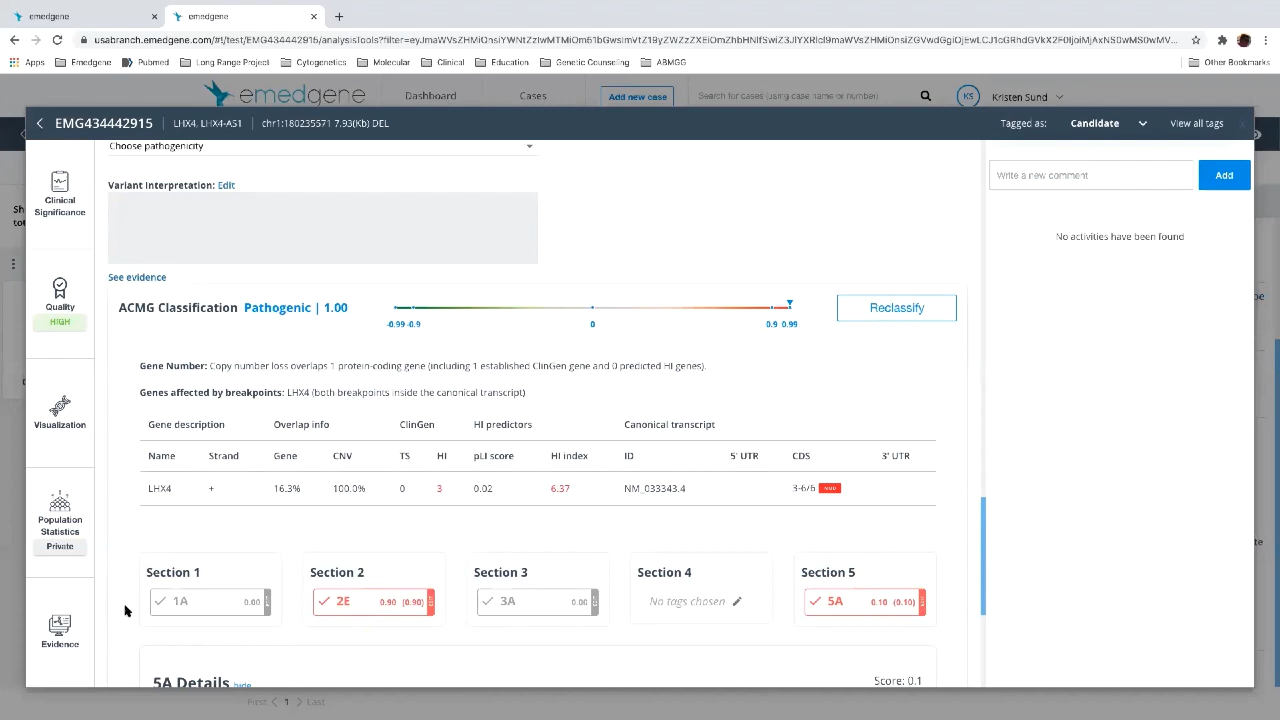 emedgene
emedgene
usabranch.emedgene.com/#t/test/EMG434442915/analysisTools?filter=
Apps Emedgene Pubmed Long Range Project Cytogenetics Molecular Clinical Education Genetic Counseling ABMGG Other Bookmarks
emedgene Dashboard Cases Add new case Search for cases (using case name or number) KS Kristen Sund
EMG434442915 LHX4, LHX4-AS1 chr1:180235571 7.93(Kb) DEL Tagged as: Candidate View all tags
Choose pathogenicity
Write a new comment Add
Variant Interpretation: Edit
Clinical
Significance
No activities have been found
See evidence
Quality
HIGH
ACMG Classification Pathogenic | 1.00 Reclassify
-0.99 -0.9 0 0.9 0.99
Gene Number: Copy number loss overlaps 1 protein-coding gene (including 1 established ClinGen gene and 0 predicted HI genes).
Genes affected by breakpoints: LHX4 (both breakpoints inside the canonical transcript)
Visualization
Gene description Overlap info ClinGen HI predictors Canonical transcript
Name Strand Gene CNV TS HI pLI score HI index ID 5' UTR CDS 3' UTR
LHX4 + 16.3% 100.0% 0 3 0.02 6.37 NM_033343.4 3-6/6
Population
Statistics
Private
Section 1 Section 2 Section 3 Section 4 Section 5
1A 0.00 2E 0.90 (0.90) 3A 0.00 No tags chosen 5A 0.10 (0.10)
Evidence
5A Details hide Score: 0.1
First 1 Last